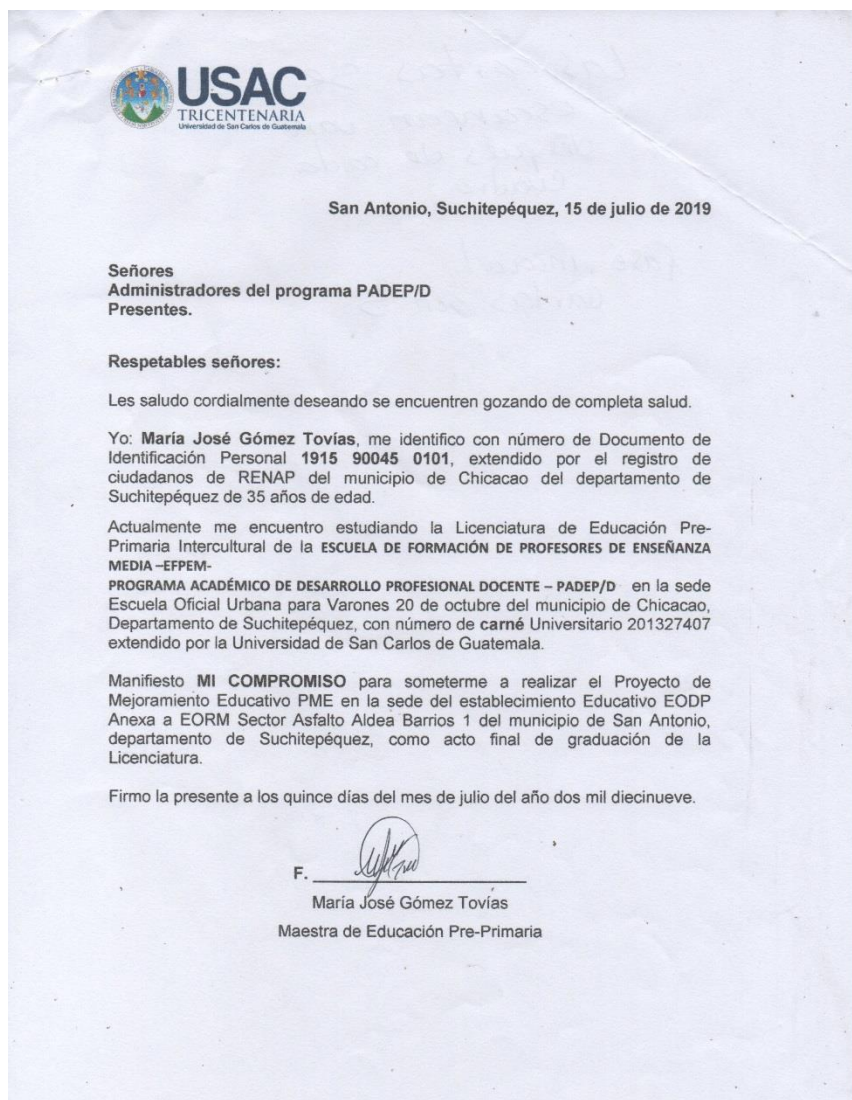 USAC
TRICENTENARIA
Universidad de San Carlos de Guatemala
San Antonio, Suchitepéquez, 15 de julio de 2019
Señores
Administradores del programa PADEP/D
Presentes.
Respetables señores:
Les saludo cordialmente deseando se encuentren gozando de completa salud.
Yo: María José Gómez Tovías, me identifico con número de Documento de
Identificación Personal 1915 90045 0101, extendido por el registro de
ciudadanos de RENAP del municipio de Chicacao del departamento de
Suchitepéquez de 35 años de edad.
Actualmente me encuentro estudiando la Licenciatura de Educación Pre-
Primaria Intercultural de la ESCUELA DE FORMACIÓN DE PROFESORES DE ENSEÑANZA
MEDIA –EFPEM-
PROGRAMA ACADÉMICO DE DESARROLLO PROFESIONAL DOCENTE – PADEP/D en la sede
Escuela Oficial Urbana para Varones 20 de octubre del municipio de Chicacao,
Departamento de Suchitepéquez, con número de carné Universitario 201327407
extendido por la Universidad de San Carlos de Guatemala.
Manifiesto MI COMPROMISO para someterme a realizar el Proyecto de
Mejoramiento Educativo PME en la sede del establecimiento Educativo EODP
Anexa a EORM Sector Asfalto Aldea Barrios 1 del municipio de San Antonio,
departamento de Suchitepéquez, como acto final de graduación de la
Licenciatura.
Firmo la presente a los quince días del mes de julio del año dos mil diecinueve.
F.
María José Gómez Tovías
Maestra de Educación Pre-Primaria